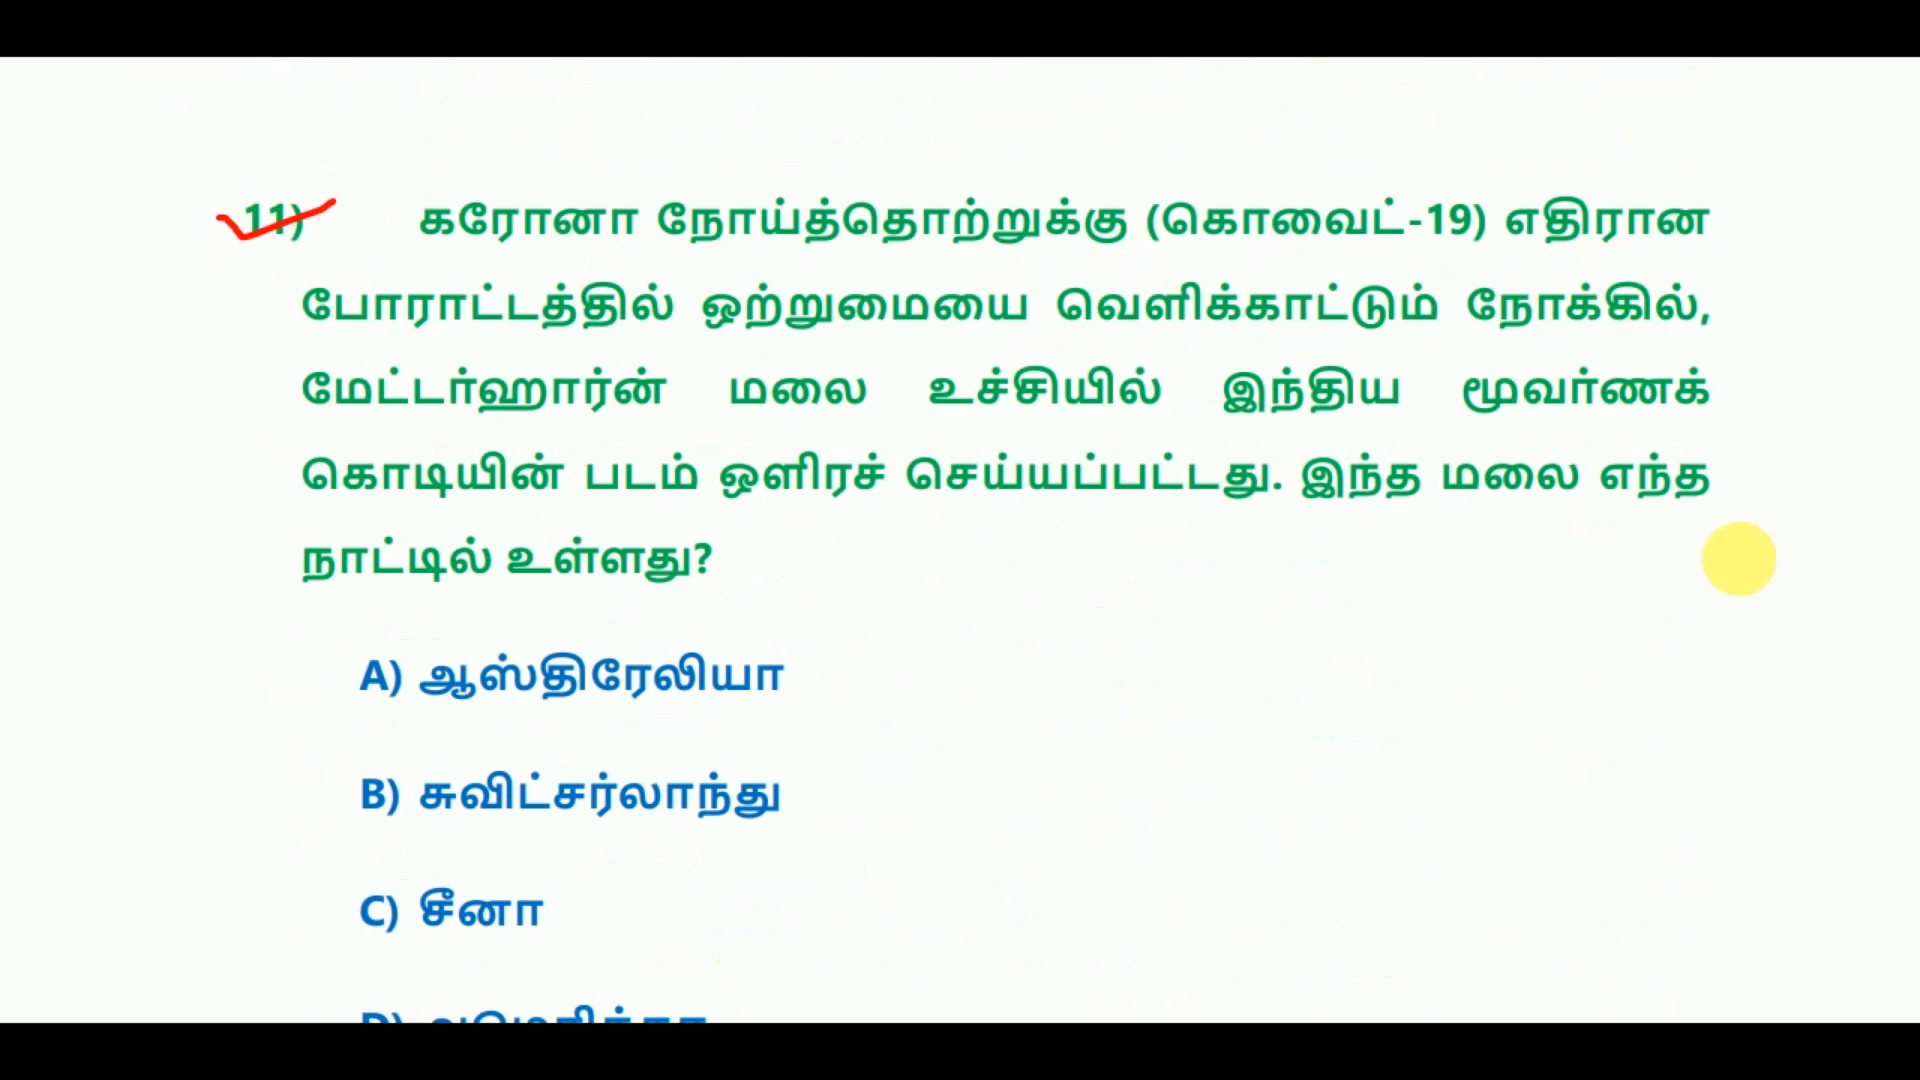 11) கரோனா நோய்த்தொற்றுக்கு (கொவைட்-19) எதிரான
போராட்டத்தில் ஒற்றுமையை வெளிக்காட்டும் நோக்கில்,
மேட்டர்ஹார்ன் மலை உச்சியில் இந்திய மூவர்ணக்
கொடியின் படம் ஒளிரச் செய்யப்பட்டது. இந்த மலை எந்த
நாட்டில் உள்ளது?
A) ஆஸ்திரேலியா
B) சுவிட்சர்லாந்து
C) சீனா